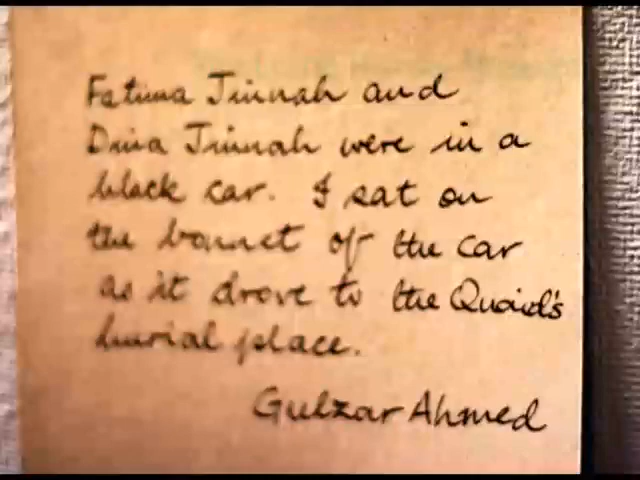 Fatima Jinnah and
Dina Jinnah were in a
black car. I sat on
the bonnet of the car
as it drove to the Quaid's
burial place.
Gulzar Ahmed